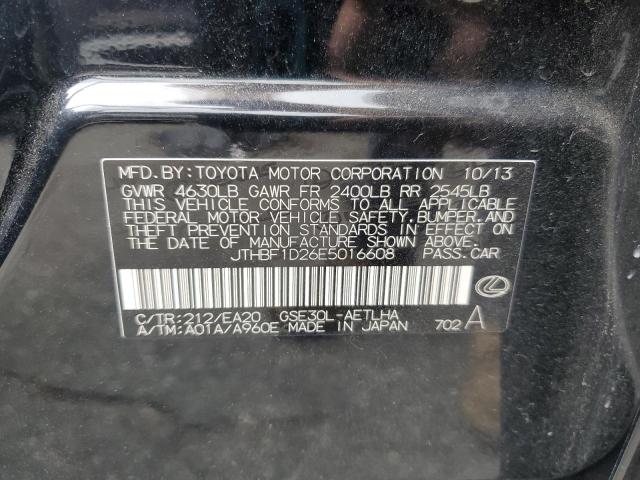 MFD. BY: TOYOTA MOTOR CORPORATION 10/13
GVWR 4630LB GAWR FR 2400LB RR 2545LB
THIS VEHICLE CONFORMS TO ALL APPLICABLE
FEDERAL MOTOR VEHICLE SAFETY, BUMPER, AND
THEFT PREVENTION STANDARDS IN EFFECT ON
THE DATE OF MANUFACTURE SHOWN ABOVE.
JTHBF1D26E5016608 PASS. CAR
C/TR: 212/EA20 GSE30L-AETLHA
A/TM: A01A/A960E MADE IN JAPAN 702 A